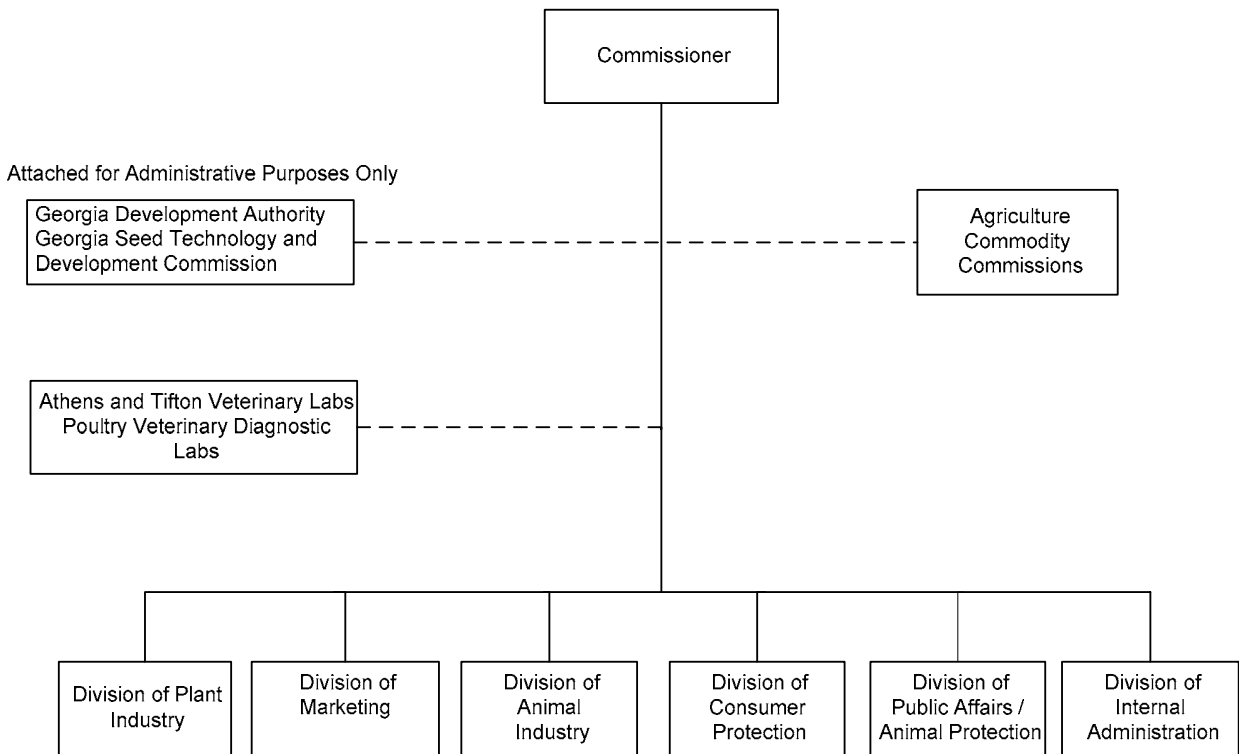 Commissioner
Attached for Administrative Purposes Only
Georgia Development Authority
Georgia Seed Technology and
Development Commission
Agriculture
Commodity
Commissions
Athens and Tifton Veterinary Labs
Poultry Veterinary Diagnostic
Labs
Division of Plant
Industry
Division of
Marketing
Division of
Animal
Industry
Division of
Consumer
Protection
Division of
Public Affairs /
Animal Protection
Division of
Internal
Administration